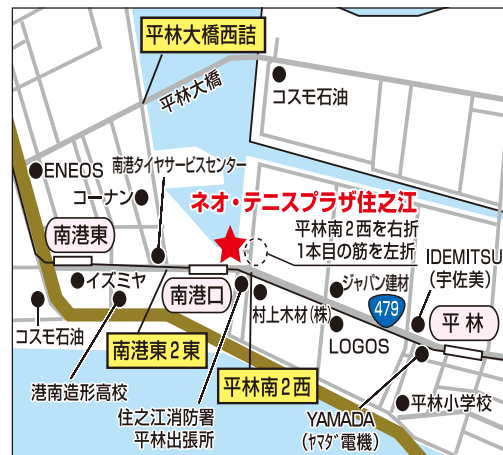 平林大橋西詰
平林大橋
コスモ石油
ENEOS
南港タイヤサービスセンター
コーナン
ネオ・テニスプラザ住之江
平林南2西を右折
1本目の筋を左折
IDEMITSU
(宇佐美)
南港東
イズミヤ
南港口
ジャパン建材
479
平林
村上木材(株)
コスモ石油
南港東2東
LOGOS
港南造形高校
平林南2西
住之江消防署
平林出張所
YAMADA
(ヤマダ電機)
平林小学校